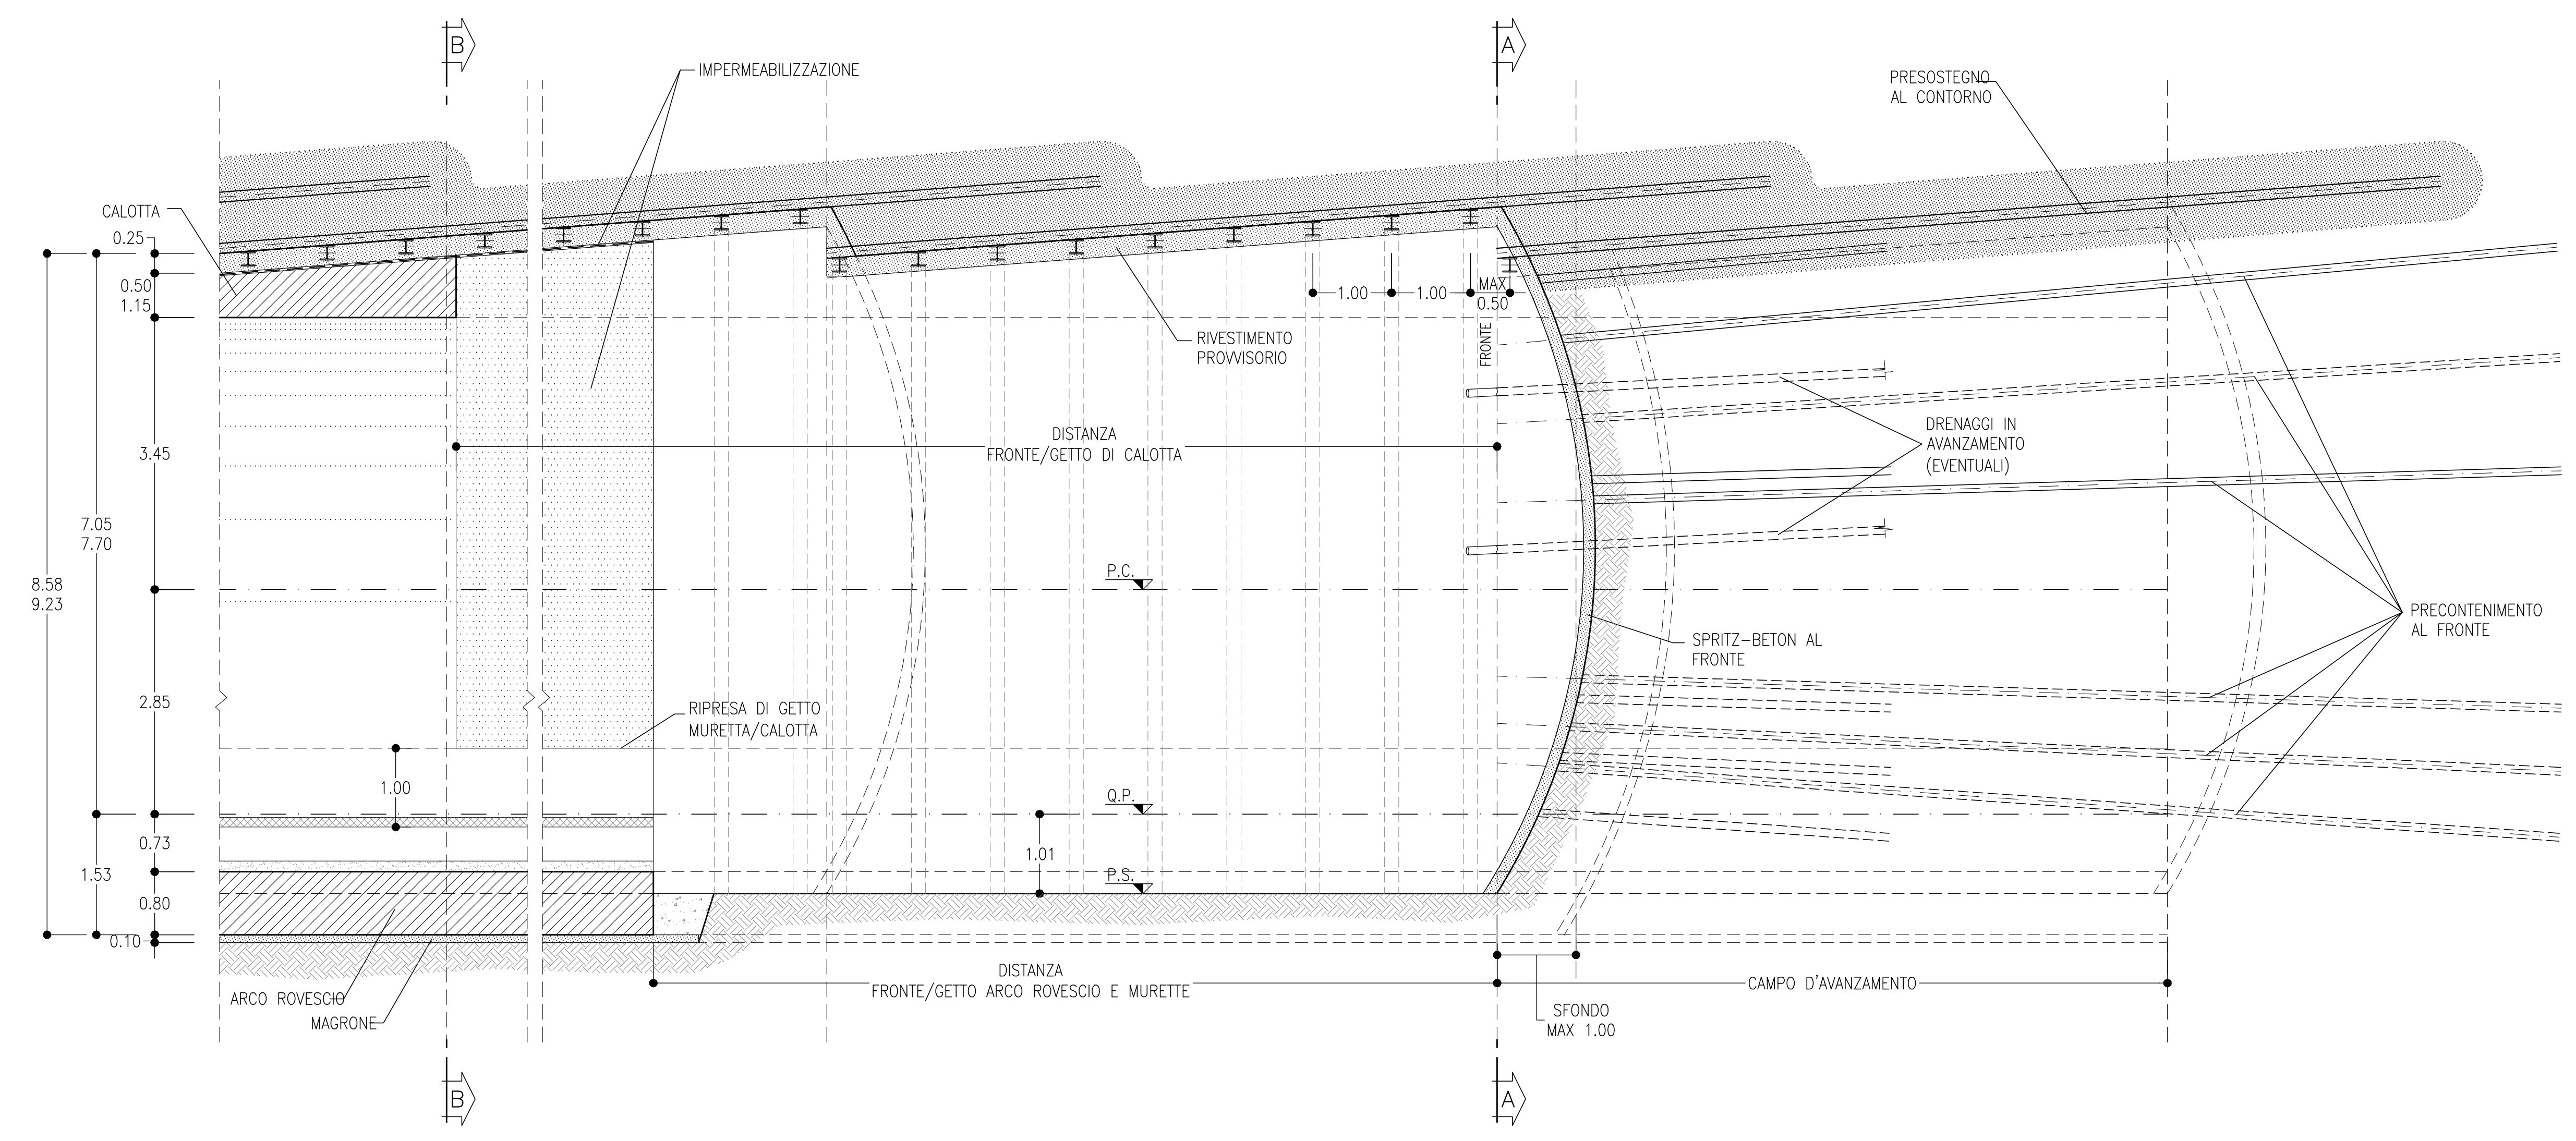 B
A
IMPERMEABILIZZAZIONE
PRESOSTEGNO
AL CONTORNO
CALOTTA
0.25
0.50
1.15
1.00
1.00
MAX
0.50
FRONTE
RIVESTIMENTO
PROVVISORIO
3.45
DISTANZA
FRONTE/GETTO DI CALOTTA
DRENAGGI IN
AVANZAMENTO
(EVENTUALI)
7.05
7.70
8.58
9.23
P.C.
PRECONTENIMENTO
AL FRONTE
SPRITZ-BETON AL
FRONTE
2.85
RIPRESA DI GETTO
MURETTA/CALOTTA
1.00
Q.P.
0.73
1.01
1.53
P.S.
0.80
0.10
ARCO ROVESCIO
MAGRONE
DISTANZA
FRONTE/GETTO ARCO ROVESCIO E MURETTE
CAMPO D'AVANZAMENTO
SFONDO
MAX 1.00
B
A